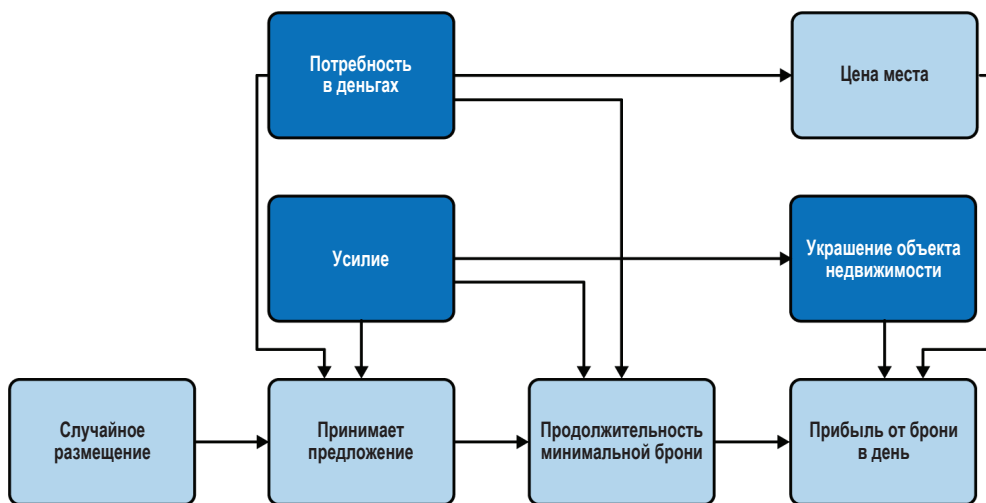 Потребность
в деньгах
Цена места
Усилие
Украшение объекта
недвижимости
Случайное
размещение
Принимает
предложение
Продолжительность
минимальной брони
Прибыль от брони
в день